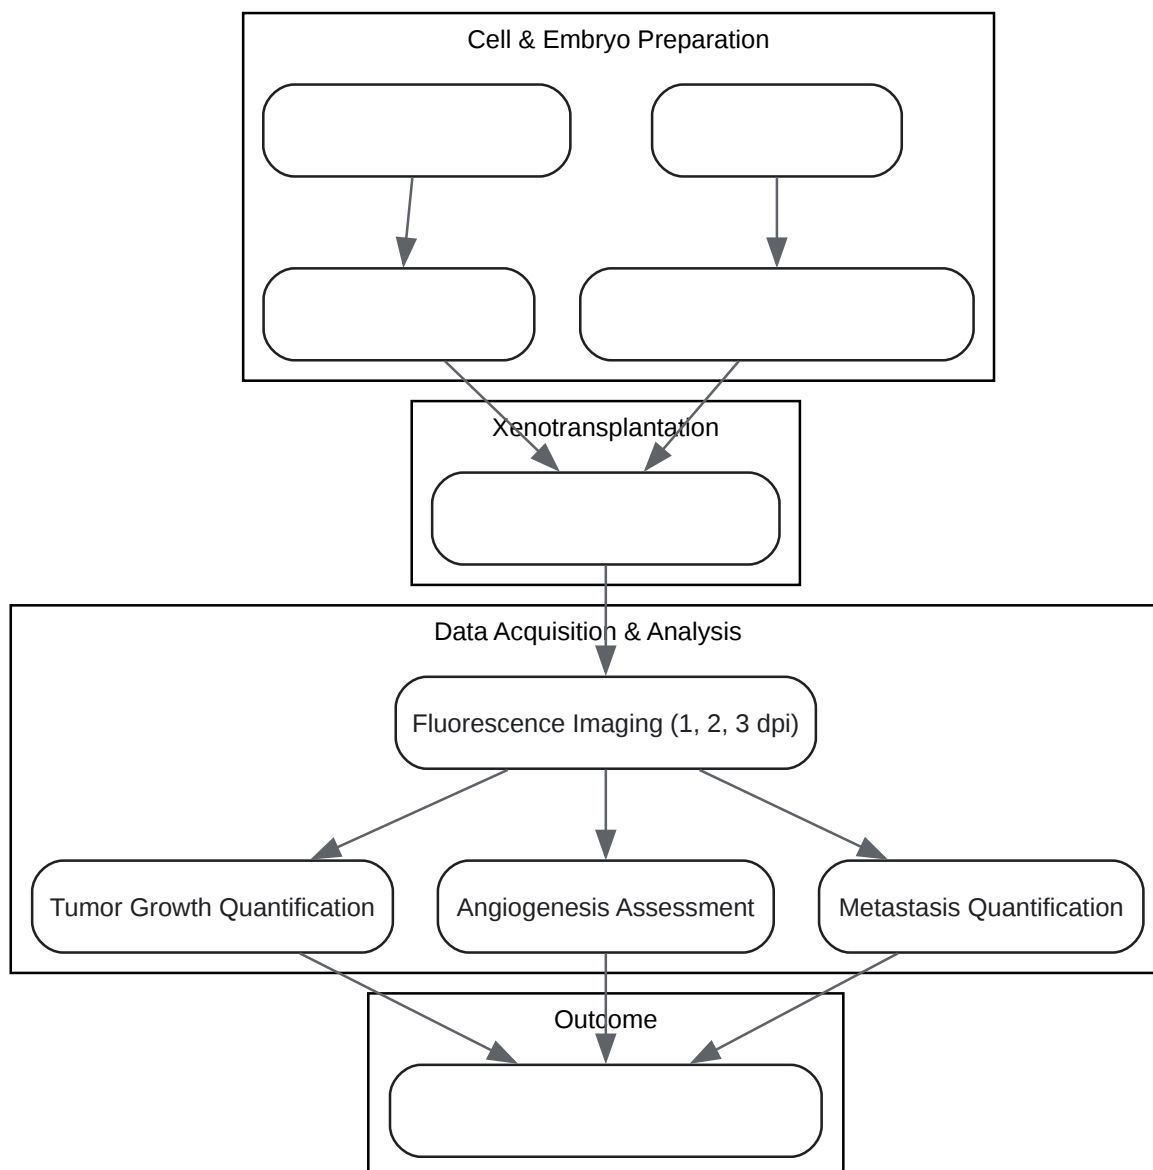 Cell & Embryo Preparation
Xenotransplantation
Data Acquisition & Analysis
Fluorescence Imaging (1, 2, 3 dpi)
Tumor Growth Quantification
Angiogenesis Assessment
Metastasis Quantification
Outcome